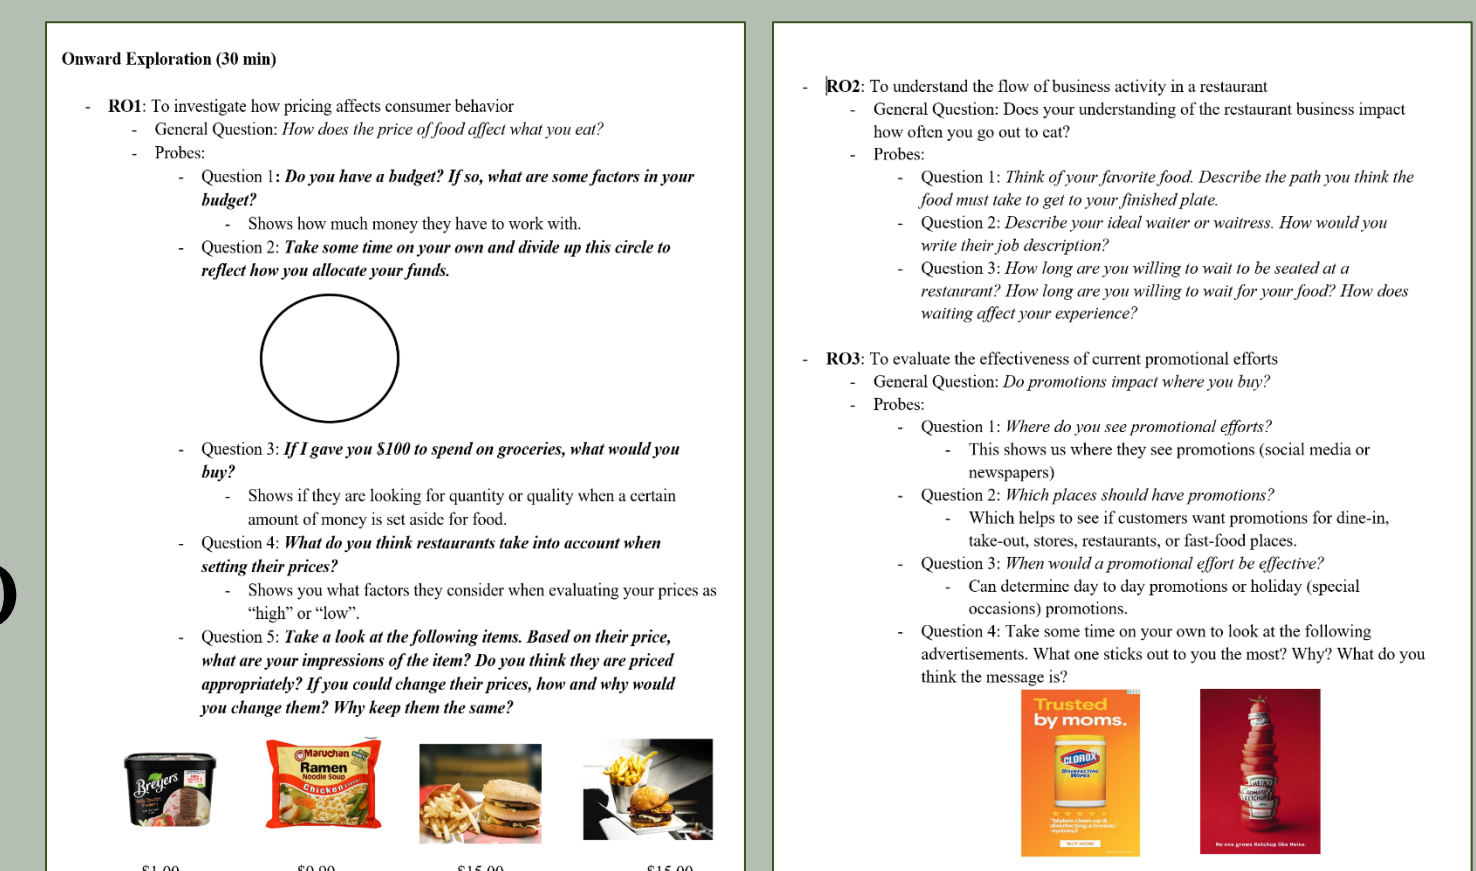 Onward Exploration (30 min)
- RO1: To investigate how pricing affects consumer behavior
- General Question: How does the price of food affect what you eat?
- Probes:
- Question 1: Do you have a budget? If so, what are some factors in your
budget?
- Shows how much money they have to work with.
- Question 2: Take some time on your own and divide up this circle to
reflect how you allocate your funds.
- Question 3: If I gave you $100 to spend on groceries, what would you
buy?
- Shows if they are looking for quantity or quality when a certain
amount of money is set aside for food.
- Question 4: What do you think restaurants take into account when
setting their prices?
- Shows you what factors they consider when evaluating your prices as
“high” or “low”.
- Question 5: Take a look at the following items. Based on their price,
what are your impressions of the item? Do you think they are priced
appropriately? If you could change their prices, how and why would
you change them? Why keep them the same?
Breyers
Maruchan
Ramen
Noodle Soup
Chicken
- RO2: To understand the flow of business activity in a restaurant
- General Question: Does your understanding of the restaurant business impact
how often you go out to eat?
- Probes:
- Question 1: Think of your favorite food. Describe the path you think the
food must take to get to your finished plate.
- Question 2: Describe your ideal waiter or waitress. How would you
write their job description?
- Question 3: How long are you willing to wait to be seated at a
restaurant? How long are you willing to wait for your food? How does
waiting affect your experience?
- RO3: To evaluate the effectiveness of current promotional efforts
- General Question: Do promotions impact where you buy?
- Probes:
- Question 1: Where do you see promotional efforts?
- This shows us where they see promotions (social media or
newspapers)
- Question 2: Which places should have promotions?
- Which helps to see if customers want promotions for dine-in,
take-out, stores, restaurants, or fast-food places.
- Question 3: When would a promotional effort be effective?
- Can determine day to day promotions or holiday (special
occasions) promotions.
- Question 4: Take some time on your own to look at the following
advertisements. What one sticks out to you the most? Why? What do you
think the message is?
Trusted
by moms.
CLOROX
DISINFECTING
WIPES
"Makes clean up &
disinfecting a breeze."
BUY NOW
HEINZ
TOMATO
KETCHUP
No one grows Ketchup like Heinz.